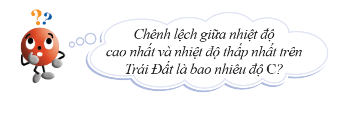 ??
Chênh lệch giữa nhiệt độ
cao nhất và nhiệt độ thấp nhất trên
Trái Đất là bao nhiêu độ C?